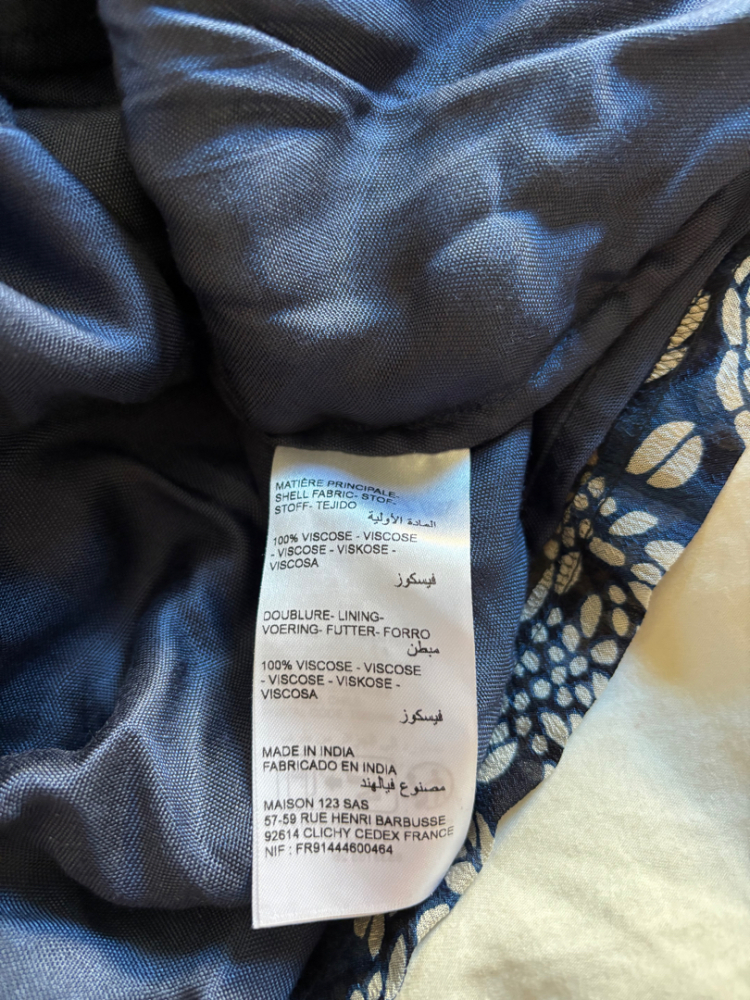 MATIÈRE PRINCIPALE-
SHELL FABRIC- STOF-
STOFF- TEJIDO
المادة الأولية
100% VISCOSE - VISCOSE
- VISCOSE - VISKOSE -
VISCOSA
فيسكوز
DOUBLURE- LINING-
VOERING- FUTTER- FORRO
مبطن
100% VISCOSE - VISCOSE
- VISCOSE - VISKOSE -
VISCOSA
فيسكوز
MADE IN INDIA
FABRICADO EN INDIA
مصنوع فيالهند
MAISON 123 SAS
57-59 RUE HENRI BARBUSSE
92614 CLICHY CEDEX FRANCE
NIF : FR91444600464